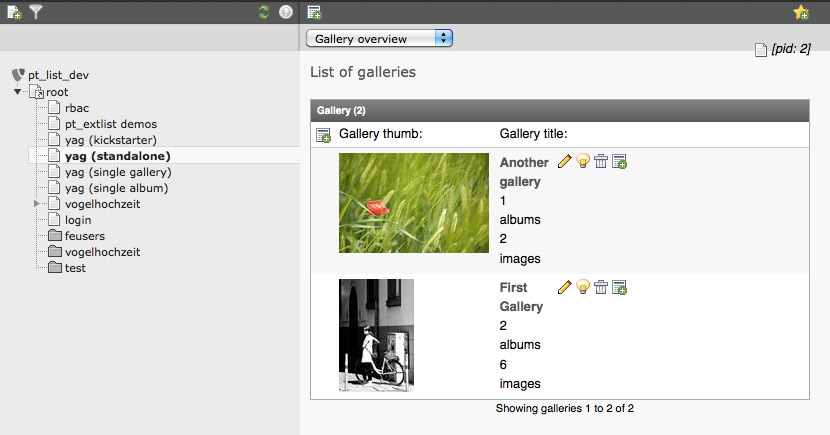 Gallery overview
[pid: 2]
pt_list_dev
root
rbac
pt_extlist demos
yag (kickstarter)
yag (standalone)
yag (single gallery)
yag (single album)
vogelhochzeit
login
feusers
vogelhochzeit
test
List of galleries
Gallery (2)
Gallery thumb: Gallery title:
Another
gallery
1
albums
2
images
First
Gallery
2
albums
6
images
Showing galleries 1 to 2 of 2